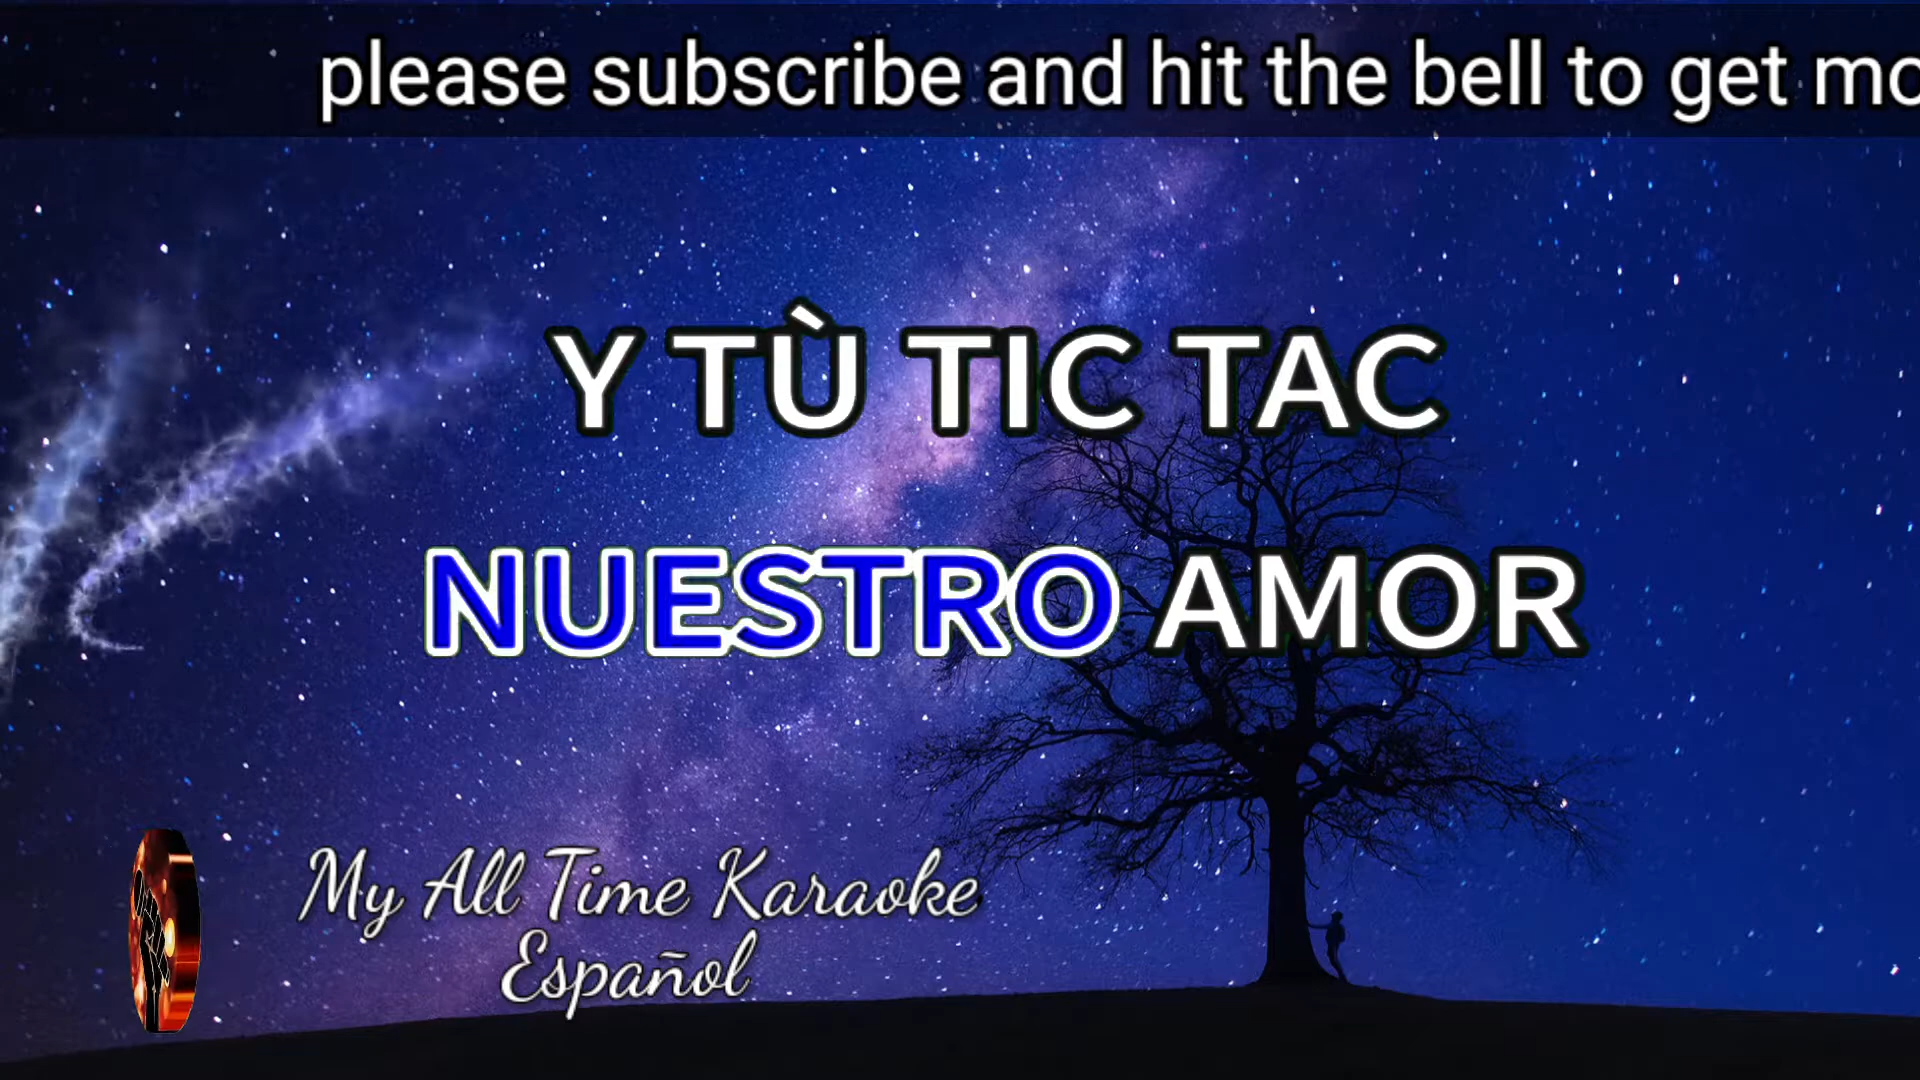 please subscribe and hit the bell to get mo
Y TÙ TIC TAC
NUESTRO AMOR
My All Time Karaoke
Español